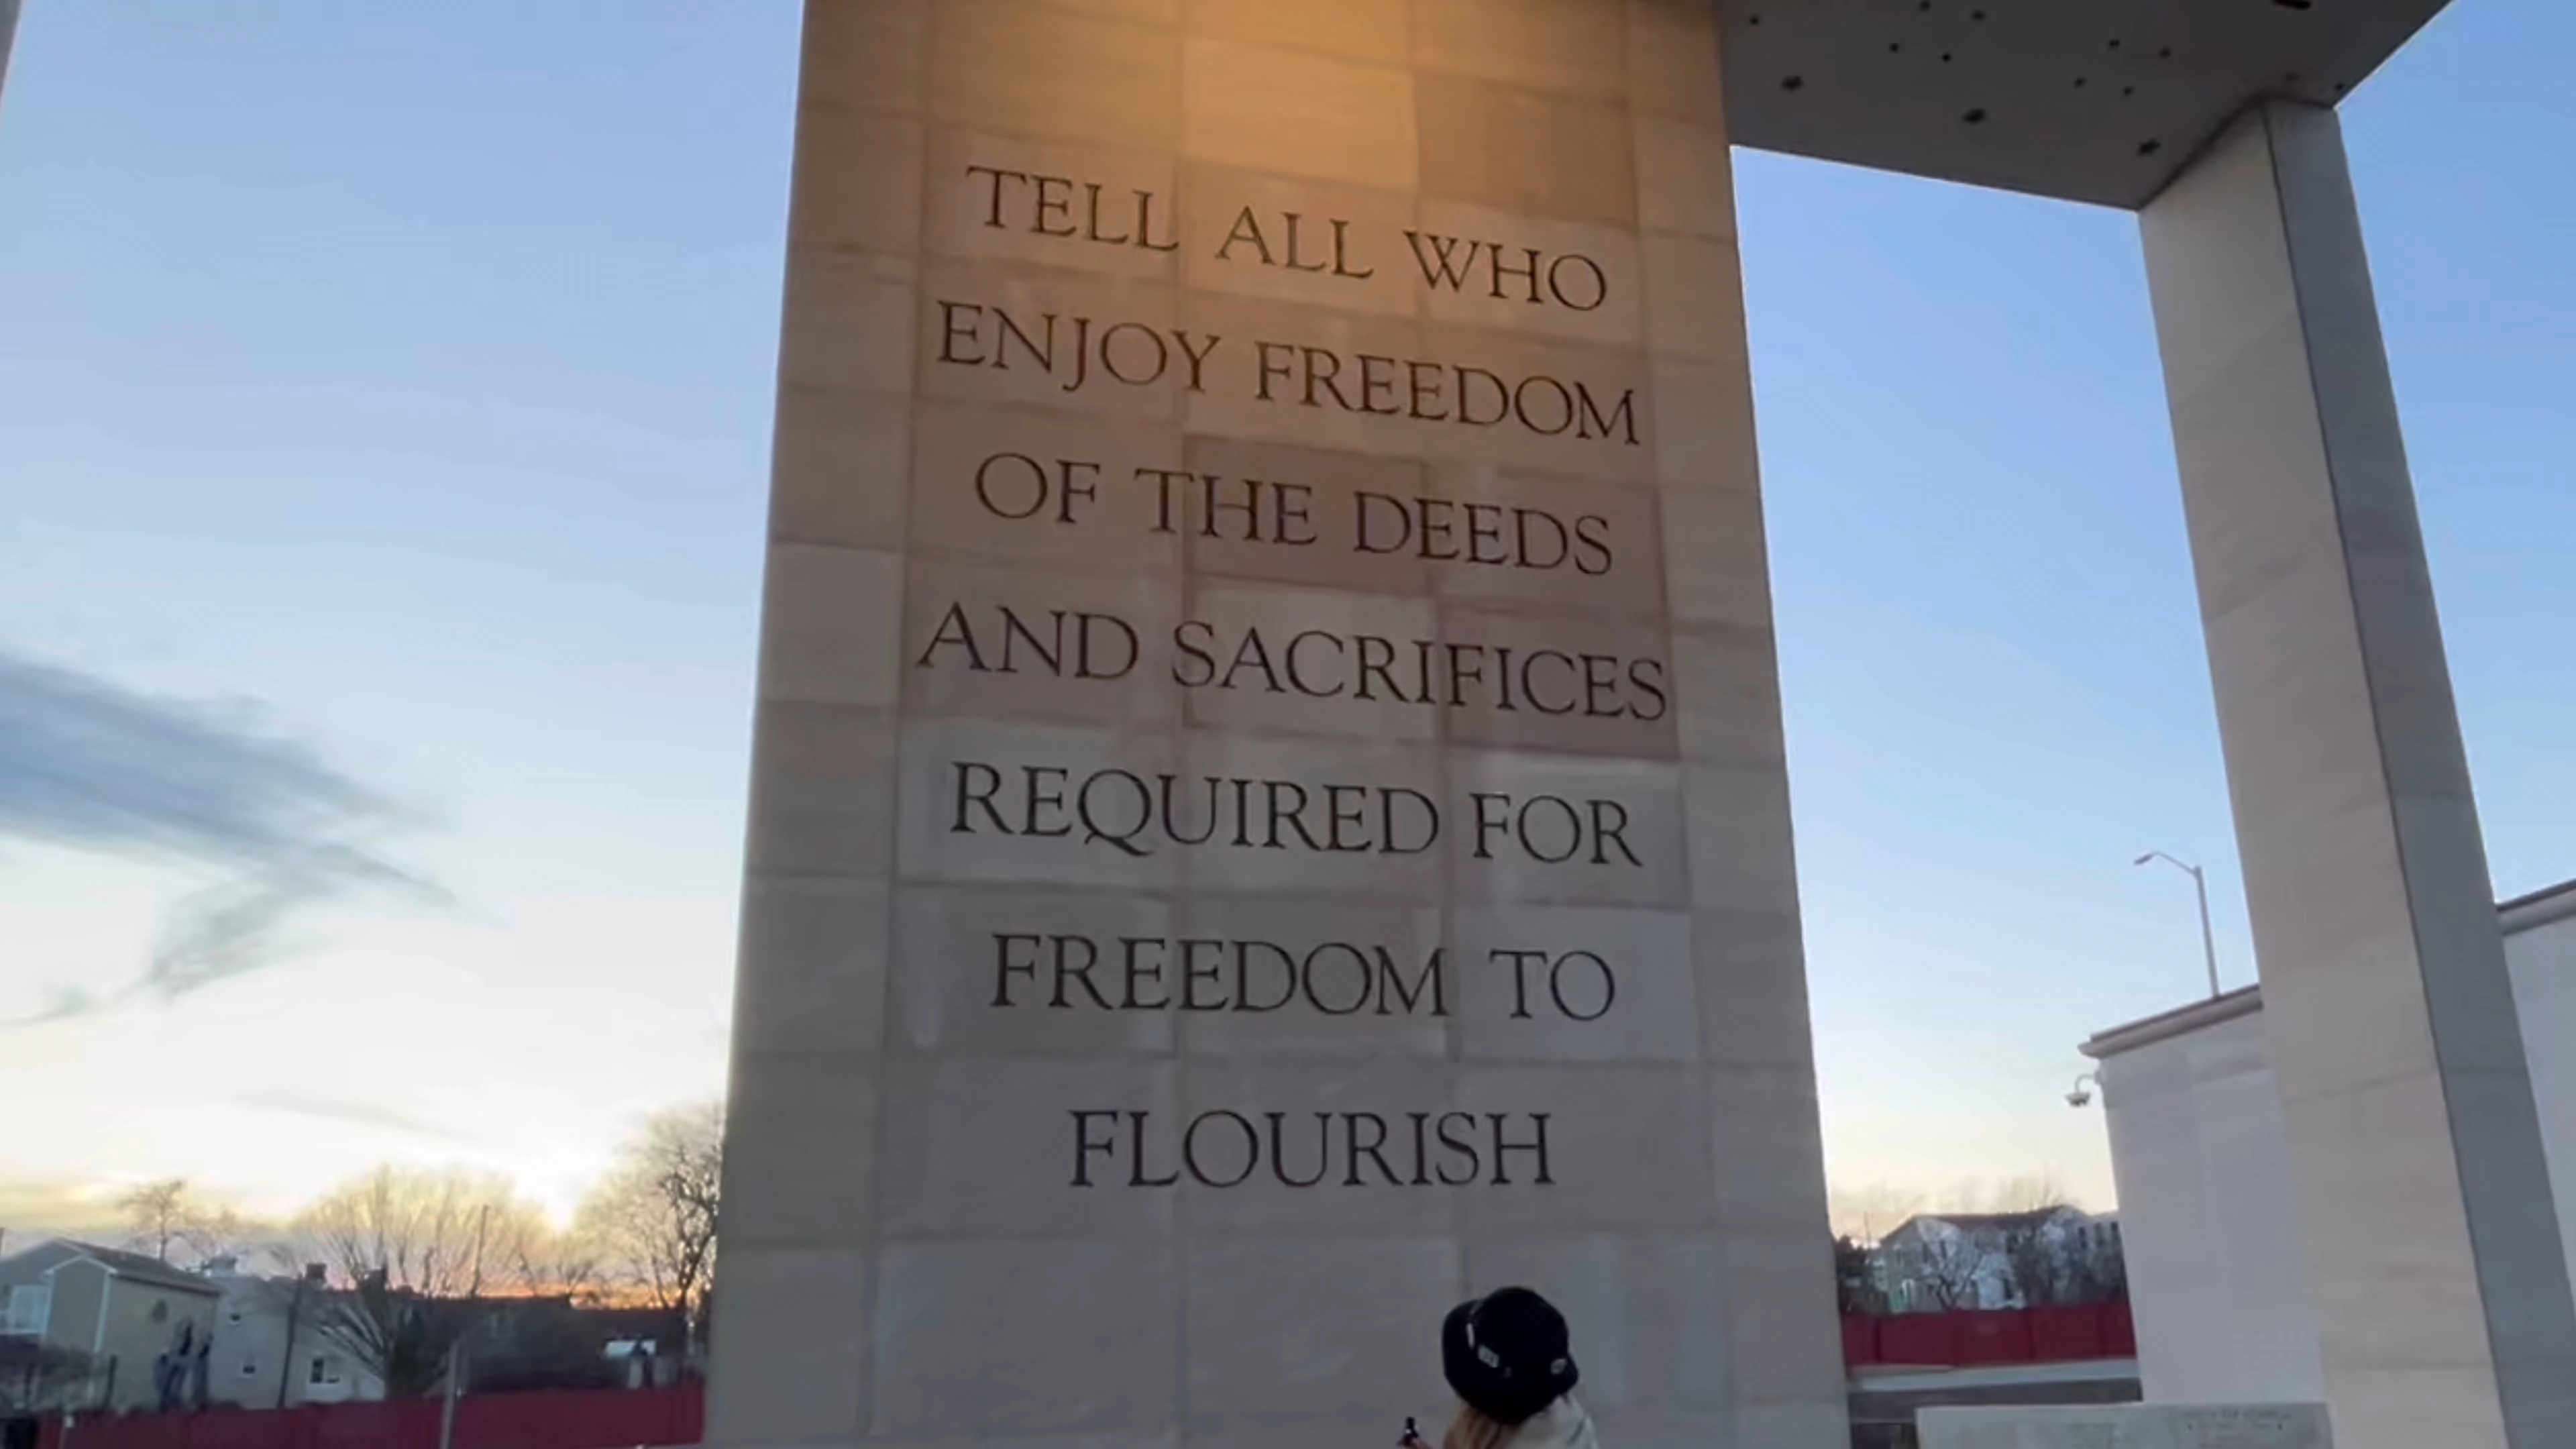 TELL ALL WHO
ENJOY FREEDOM
OF THE DEEDS
AND SACRIFICES
REQUIRED FOR
FREEDOM TO
FLOURISH